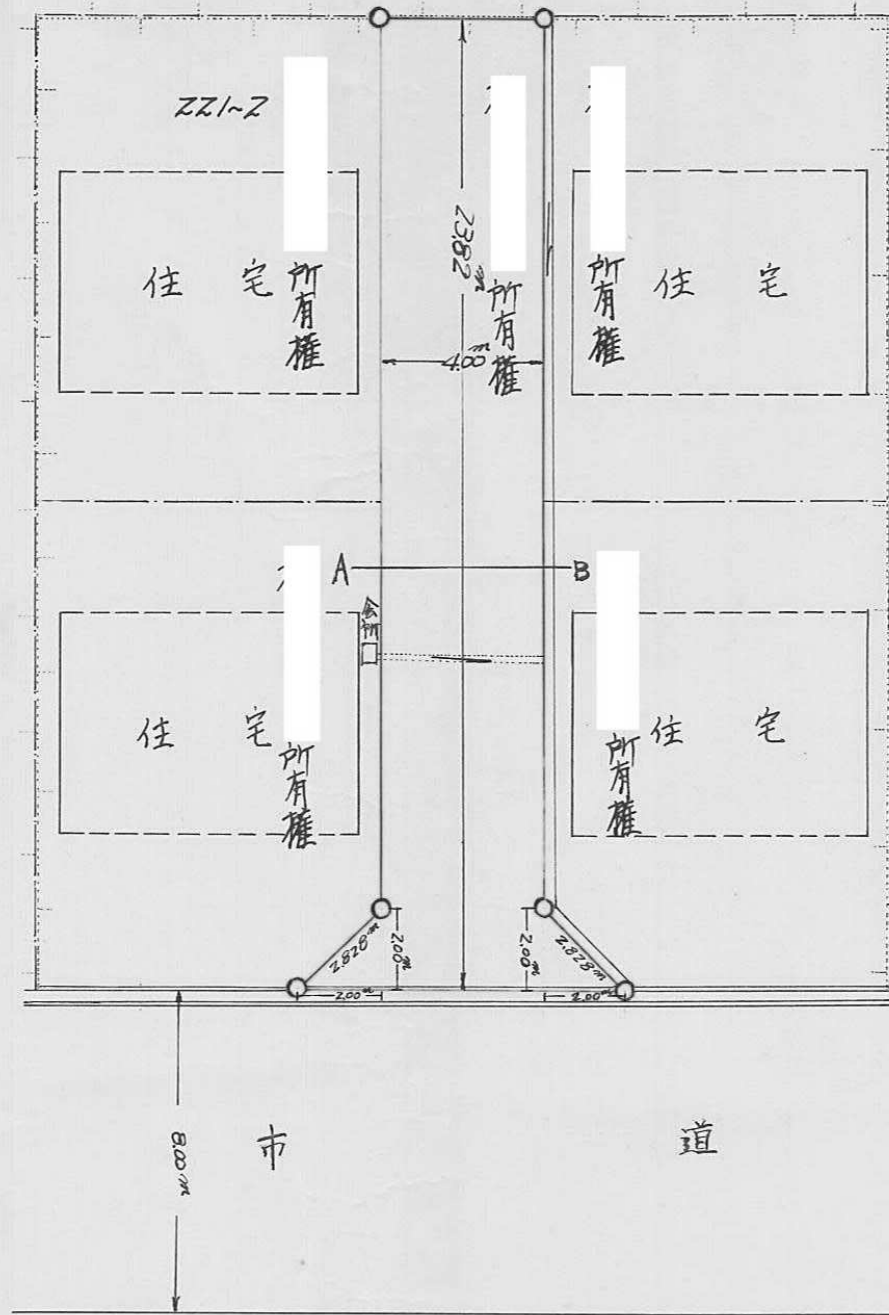 221~2
所有権
所有権
所有権
住宅
住宅
23.82m
4.00m
A
B
会所
住宅
所有権
住宅
所有権
2.828m
2.00m
2.00m
2.00m
2.828m
2.00m
8.00m
市道